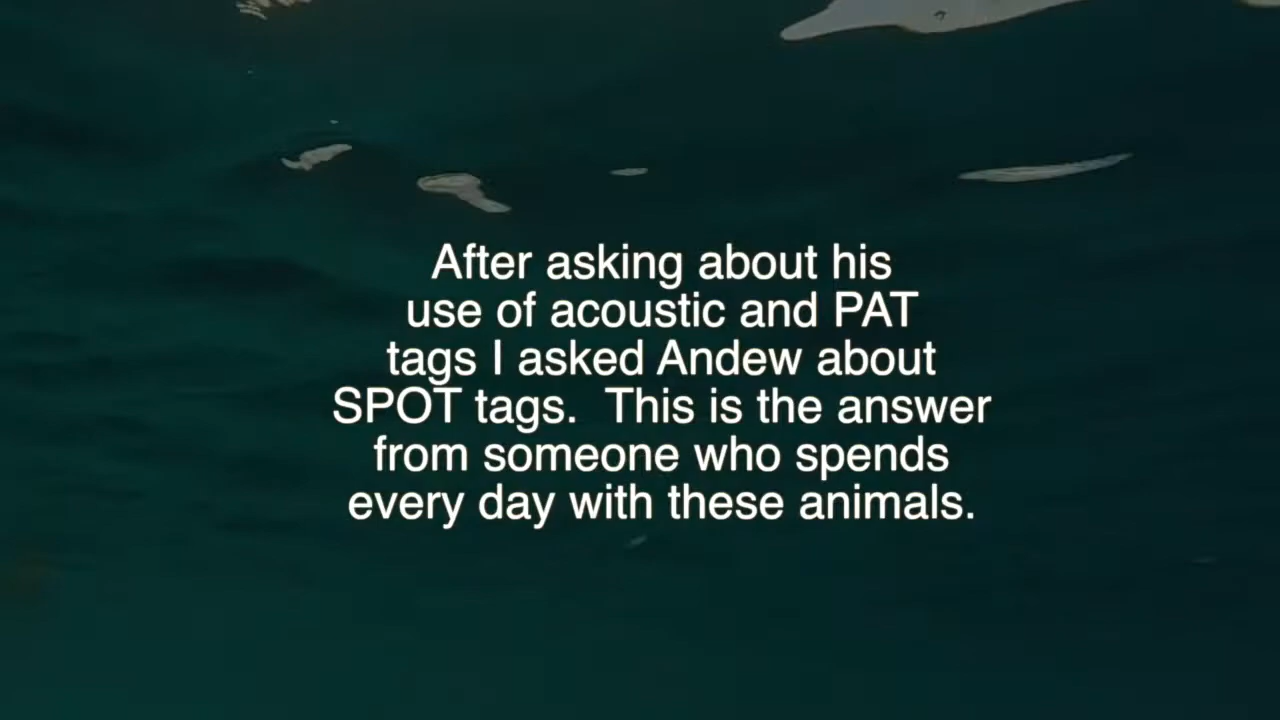 After asking about his
use of acoustic and PAT
tags I asked Andew about
SPOT tags.  This is the answer
from someone who spends
every day with these animals.